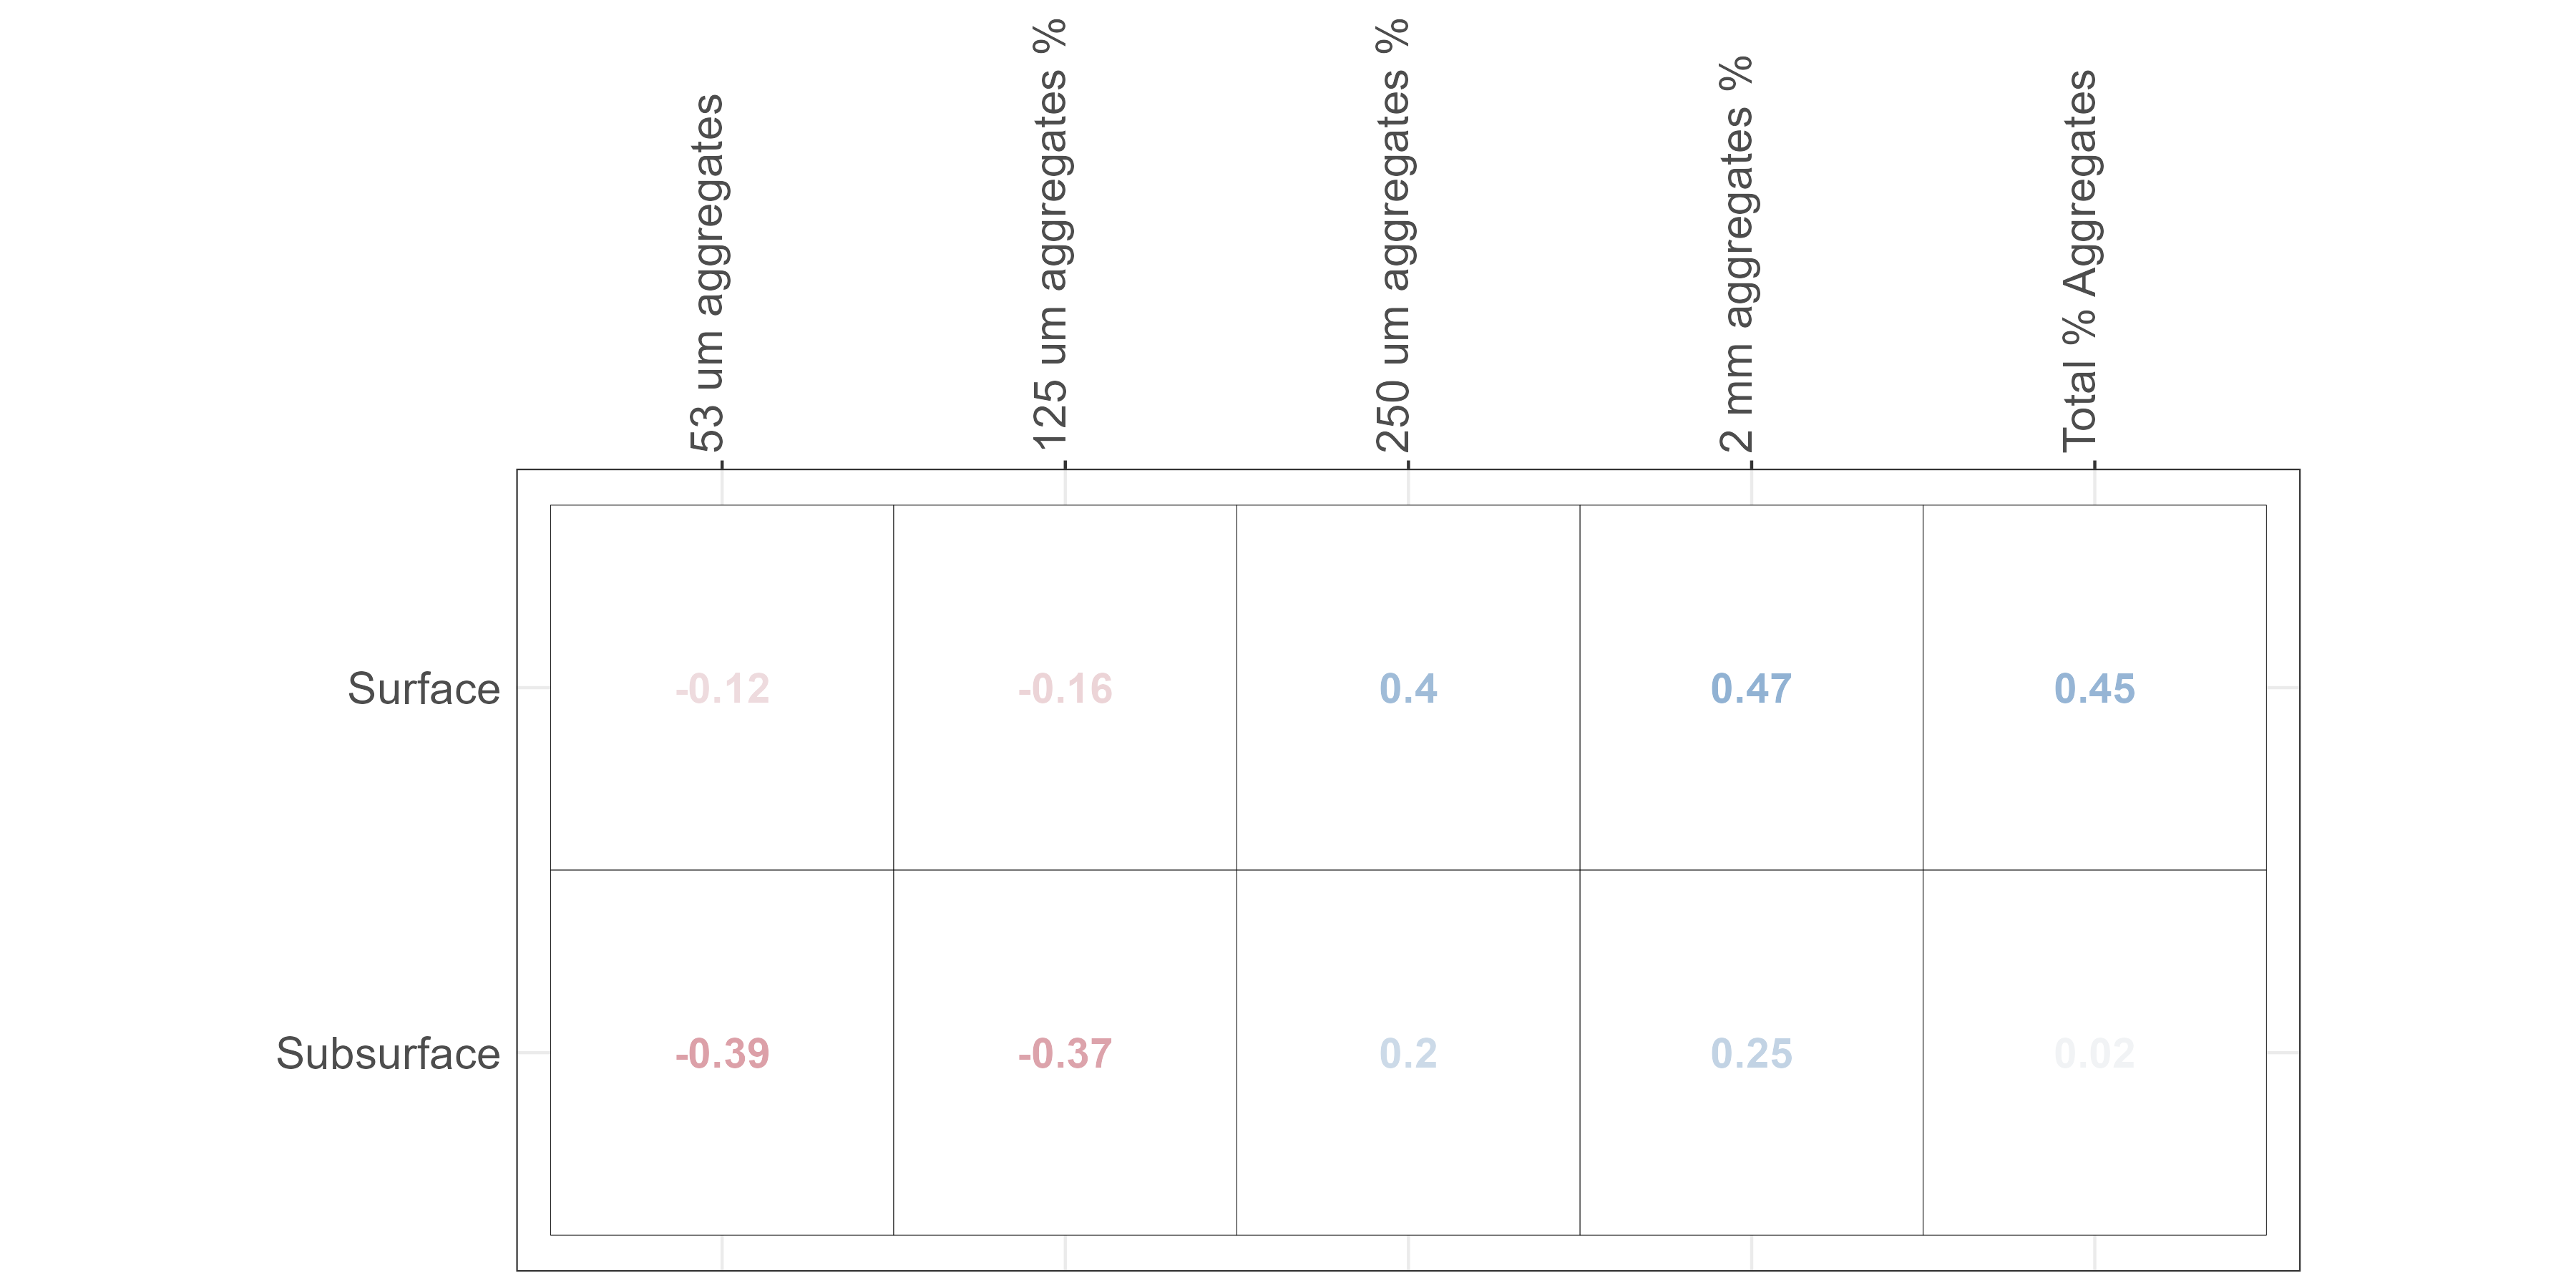 53 um aggregates
125 um aggregates %
250 um aggregates %
2 mm aggregates %
Total % Aggregates
Surface
-0.12
-0.16
0.4
0.47
0.45
Subsurface
-0.39
-0.37
0.2
0.25
0.02